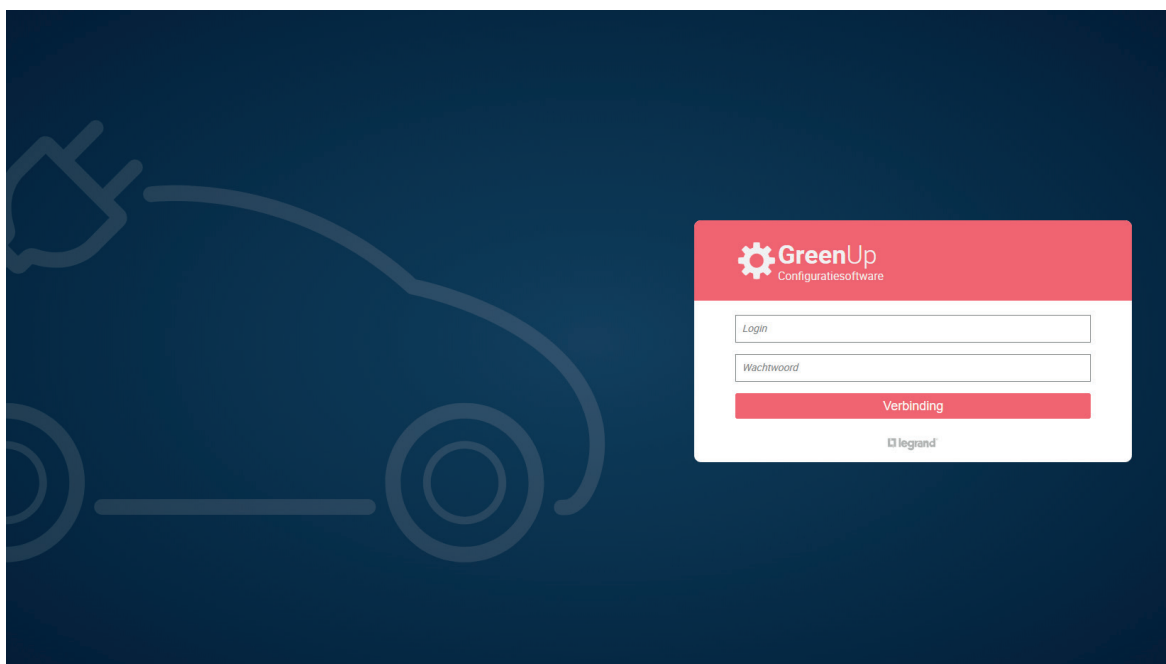 GreenUp
Configuratiesoftware
Login
Wachtwoord
Verbinding
legrand